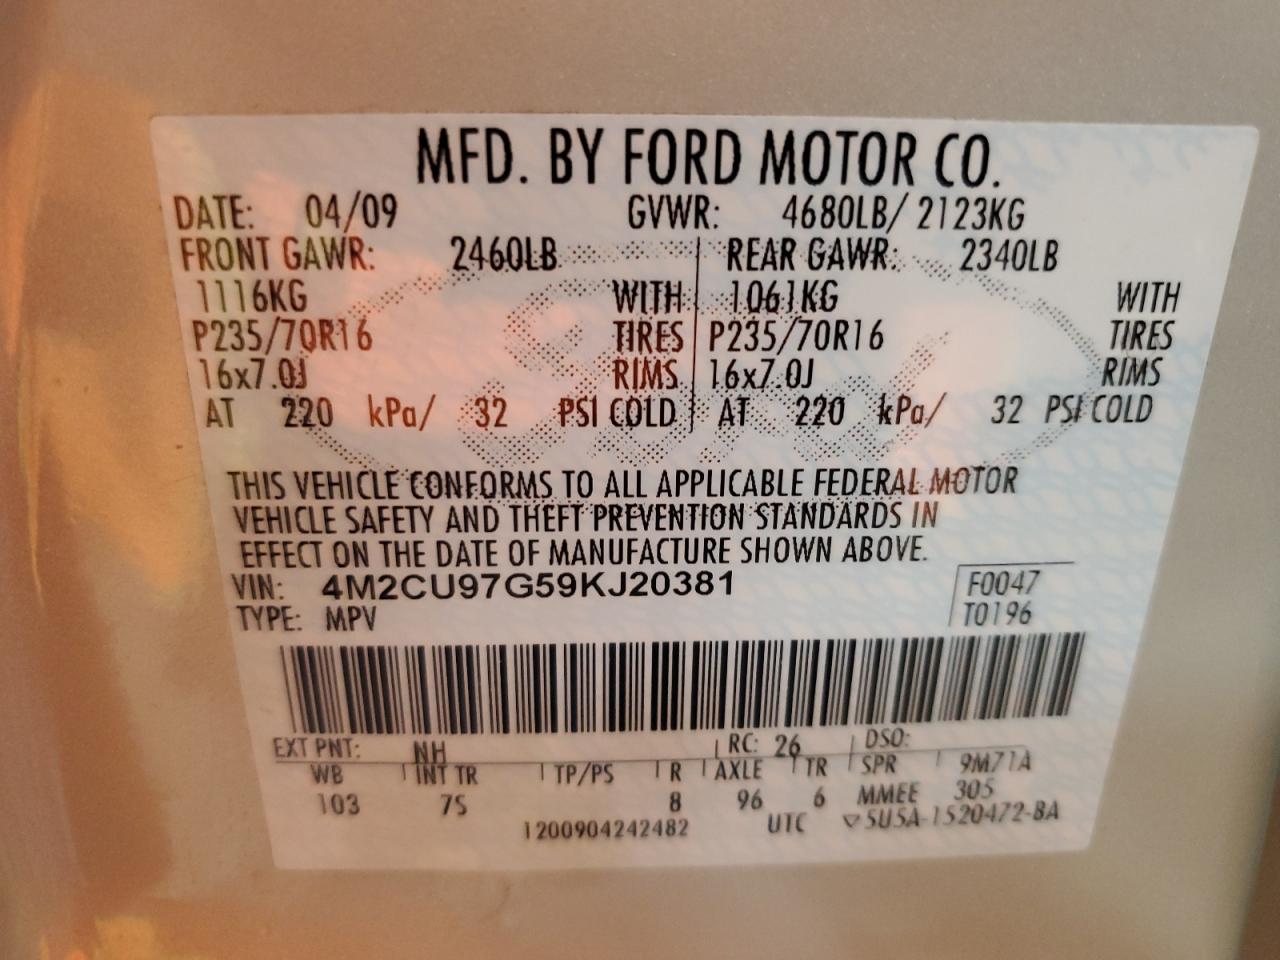 MFD. BY FORD MOTOR CO.
DATE: 04/09 GVWR: 4680LB/ 2123KG
FRONT GAWR: 2460LB REAR GAWR: 2340LB
1116KG WITH 1061KG WITH
P235/70R16 TIRES P235/70R16 TIRES
16x7.0J RIMS 16x7.0J RIMS
AT 220 kPa/ 32 PSI COLD AT 220 kPa/ 32 PSI COLD
THIS VEHICLE CONFORMS TO ALL APPLICABLE FEDERAL MOTOR
VEHICLE SAFETY AND THEFT PREVENTION STANDARDS IN
EFFECT ON THE DATE OF MANUFACTURE SHOWN ABOVE.
VIN: 4M2CU97G59KJ20381 F0047
TYPE: MPV T0196
EXT PNT: NH RC: 26 DSO:
WB INT TR TP/PS R AXLE TR SPR 9M71A
103 7S 8 96 6 MMEE 305
1200904242482 UTC ▽5U5A-1520472-BA